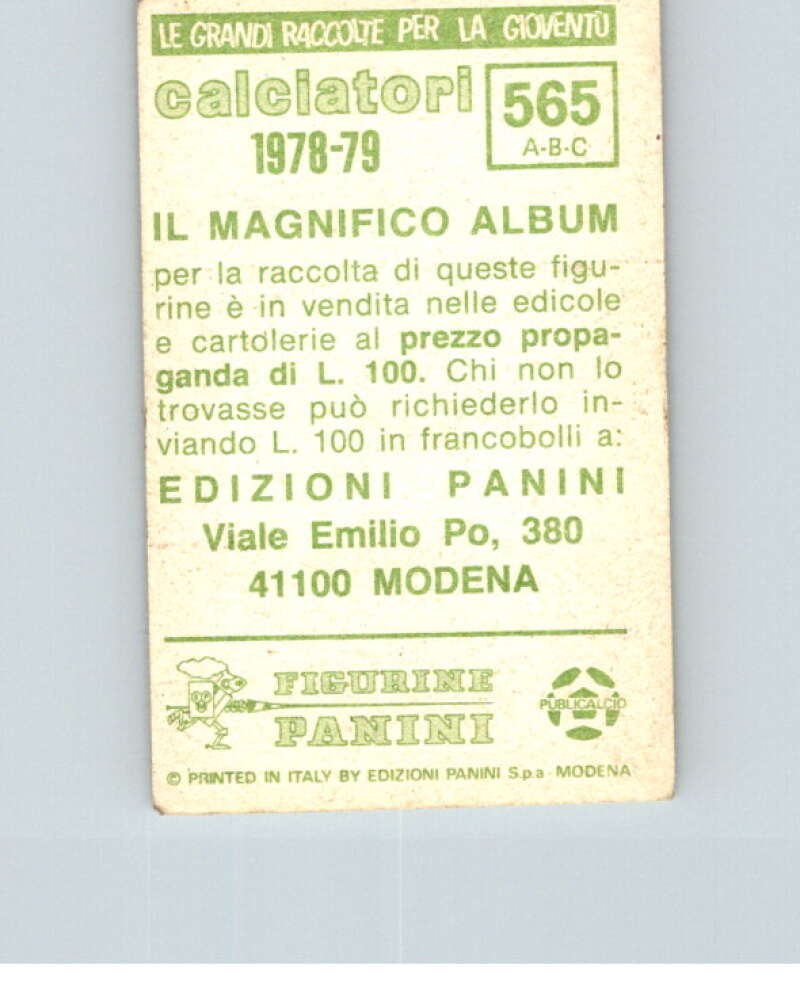 LE GRANDI RACCOLTE PER LA GIOVENTÙ
calciatori
1978-79
565
A-B-C
IL MAGNIFICO ALBUM
per la raccolta di queste figu-
rine è in vendita nelle edicole
e cartolerie al prezzo propa-
ganda di L. 100. Chi non lo
trovasse può richiederlo in-
viando L. 100 in francobolli a:
EDIZIONI PANINI
Viale Emilio Po, 380
41100 MODENA
FIGURINE
PANINI
PUBLICALCIO
© PRINTED IN ITALY BY EDIZIONI PANINI S.p.a - MODENA